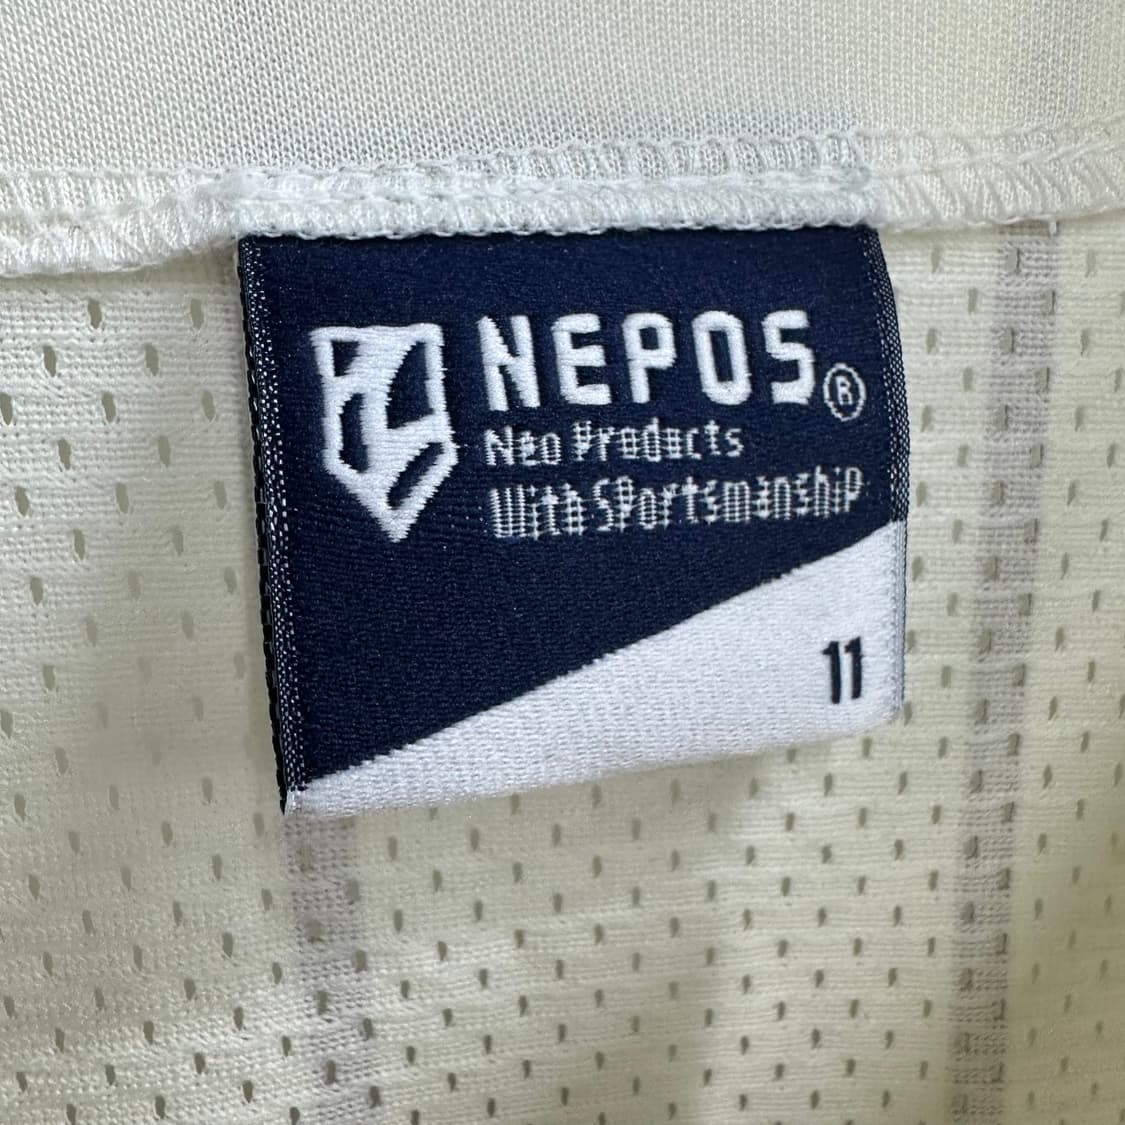 NEPOS®
Neo Products
With Sportsmanship
11